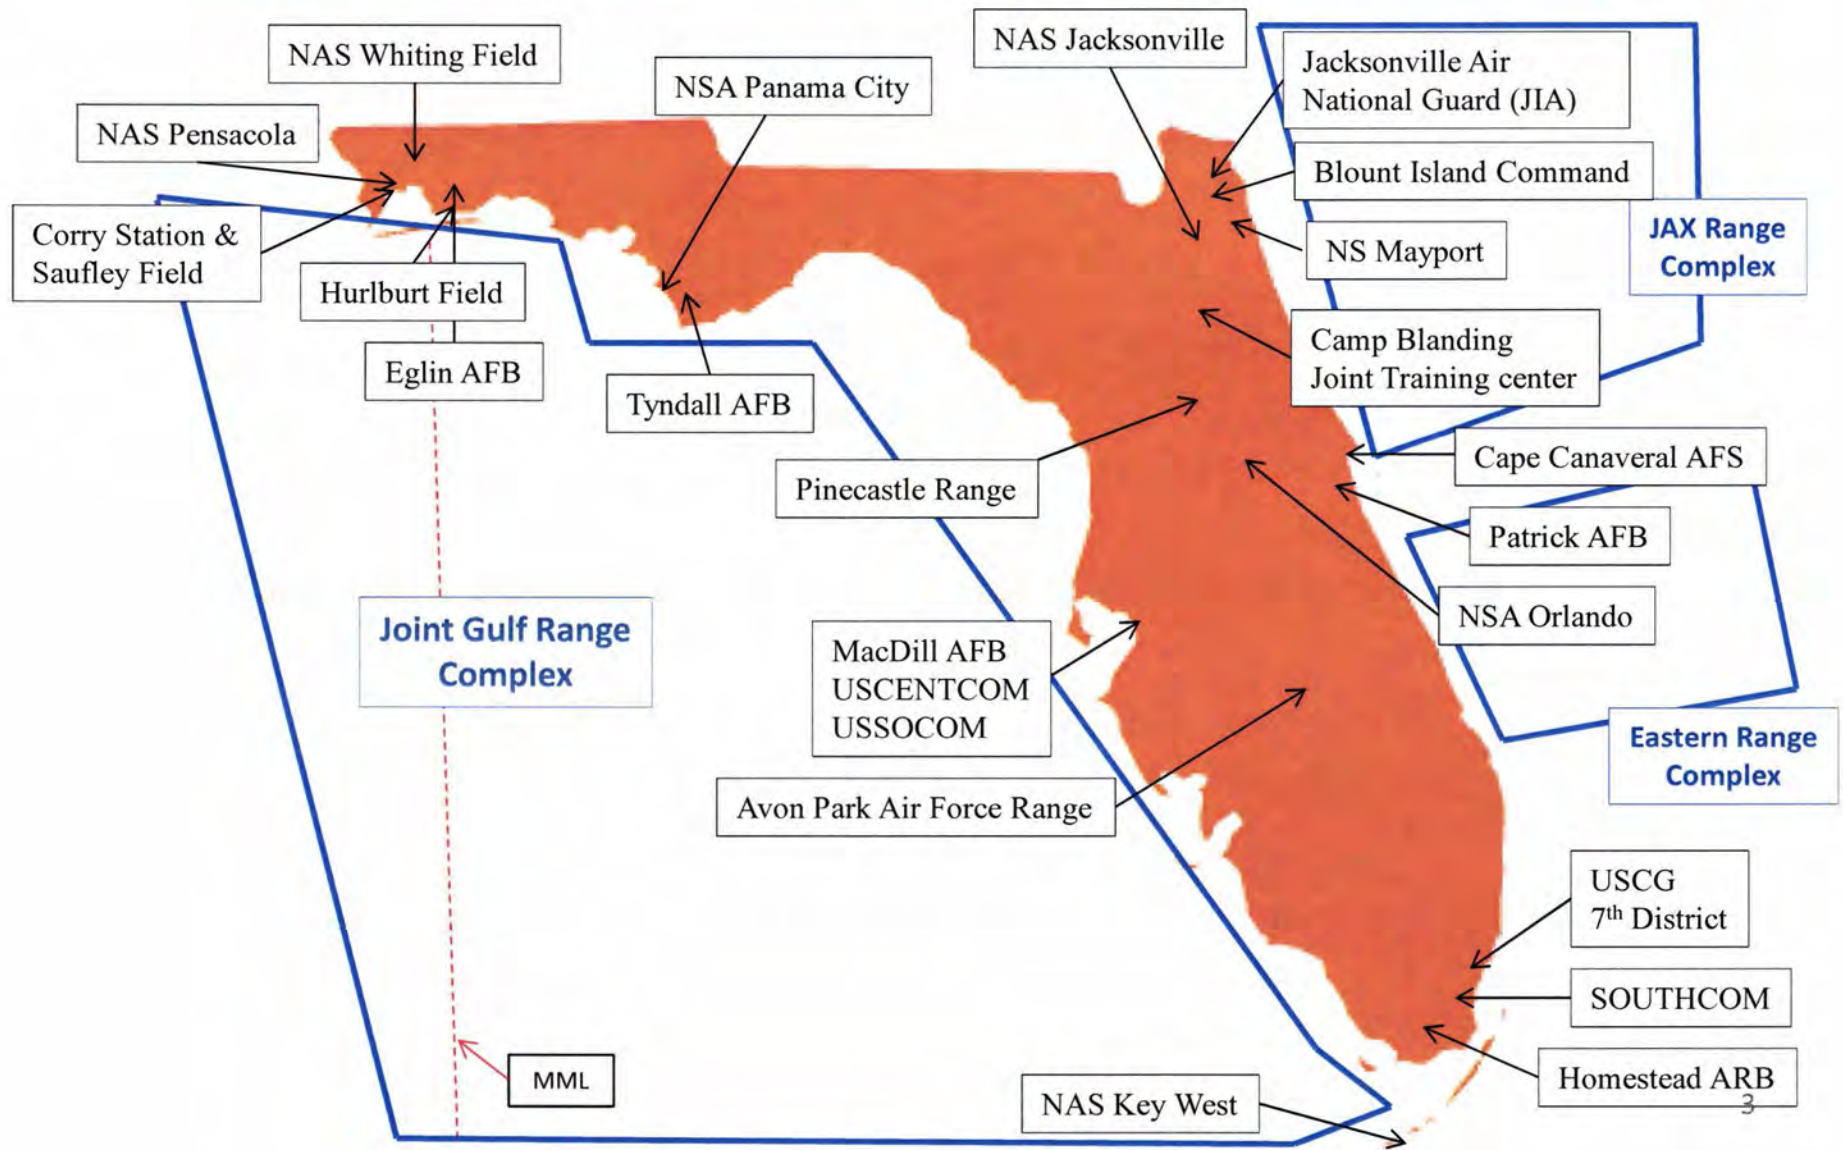 NAS Whiting Field
NAS Jacksonville
Jacksonville Air
National Guard (JIA)
NSA Panama City
NAS Pensacola
Blount Island Command
Corry Station &
Saufley Field
NS Mayport
JAX Range
Complex
Hurlburt Field
Eglin AFB
Camp Blanding
Joint Training center
Tyndall AFB
Pinecastle Range
Cape Canaveral AFS
Patrick AFB
NSA Orlando
Joint Gulf Range
Complex
MacDill AFB
USCENTCOM
USSOCOM
Eastern Range
Complex
Avon Park Air Force Range
USCG
7th District
SOUTHCOM
MML
Homestead ARB
NAS Key West
3